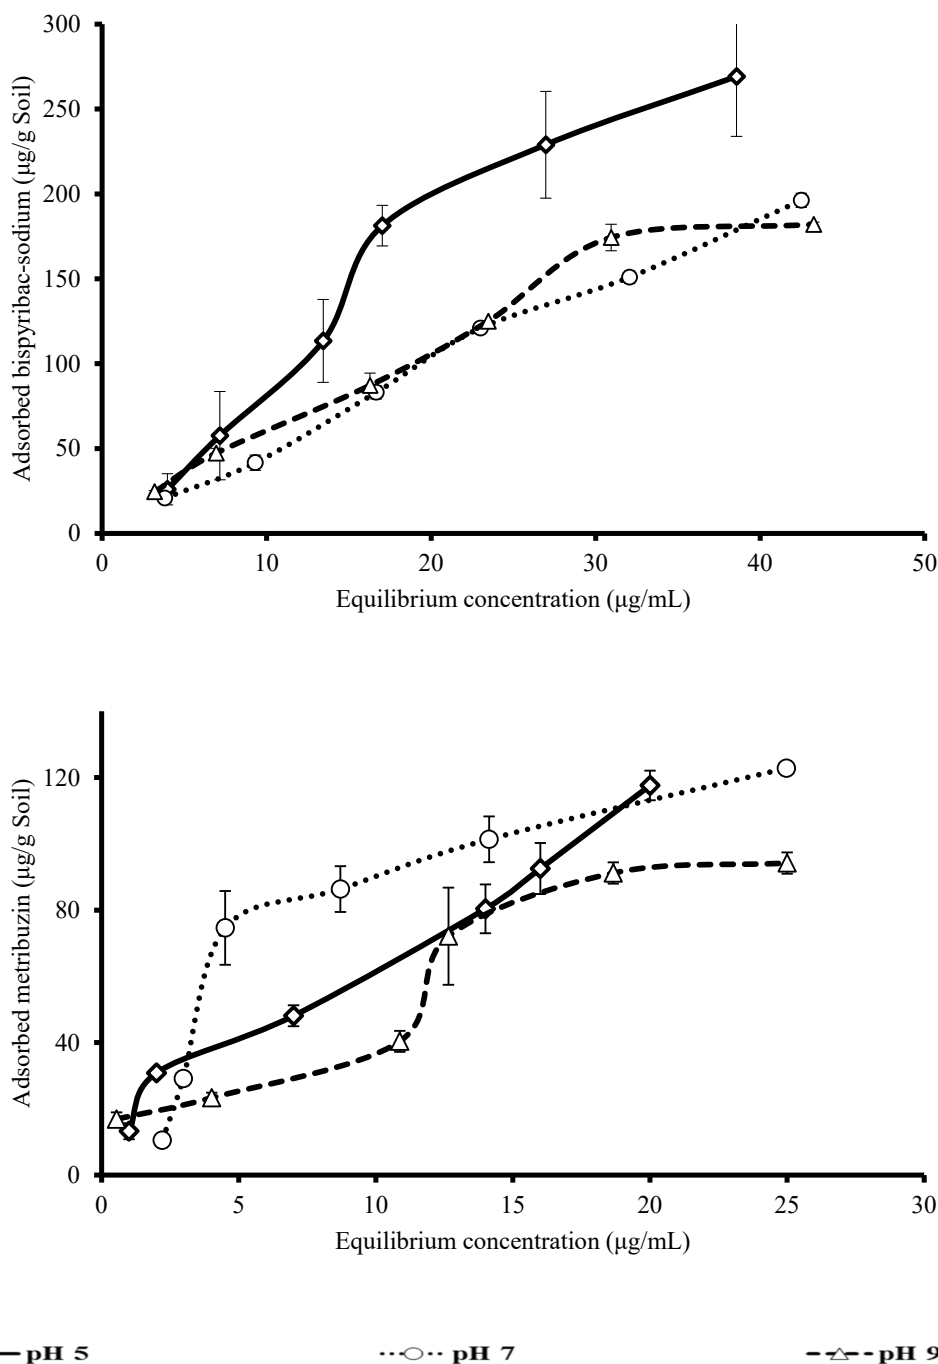 300
250
200
150
100
50
0
Adsorbed bispyribac-sodium (µg/g Soil)
0 10 20 30 40 50
Equilibrium concentration (µg/mL)
120
80
40
0
Adsorbed metribuzin (µg/g Soil)
0 5 10 15 20 25 30
Equilibrium concentration (µg/mL)
pH 5 pH 7 pH 9